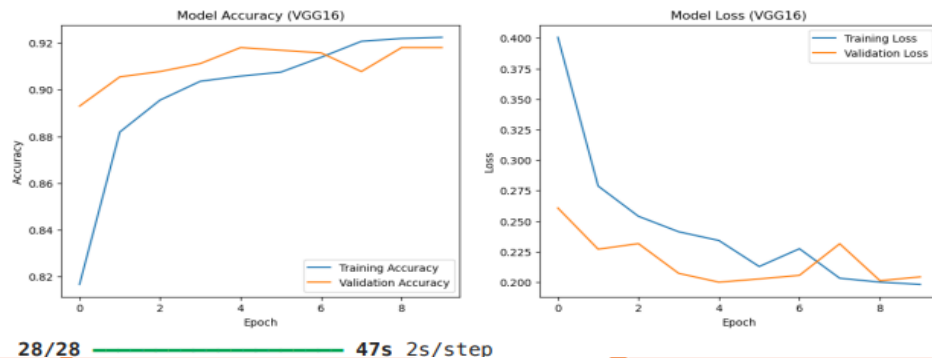 Model Accuracy (VGG16)
0.92
0.90
0.88
0.86
0.84
0.82
Accuracy
0 2 4 6 8
Epoch
Training Accuracy
Validation Accuracy
Model Loss (VGG16)
0.400
0.375
0.350
0.325
0.300
0.275
0.250
0.225
0.200
Loss
0 2 4 6 8
Epoch
Training Loss
Validation Loss
28/28 47s 2s/step